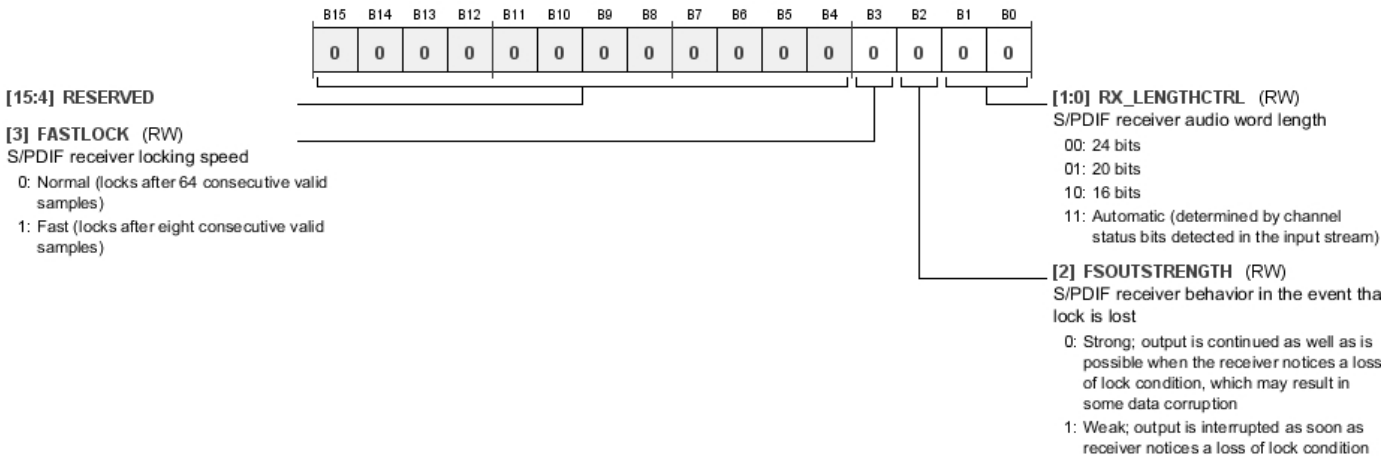 B15 B14 B13 B12 B11 B10 B9 B8 B7 B6 B5 B4 B3 B2 B1 B0
0 0 0 0 0 0 0 0 0 0 0 0 0 0 0 0
[15:4] RESERVED
[3] FASTLOCK (RW)
S/PDIF receiver locking speed
0: Normal (locks after 64 consecutive valid
samples)
1: Fast (locks after eight consecutive valid
samples)
[1:0] RX_LENGTHCTRL (RW)
S/PDIF receiver audio word length
00: 24 bits
01: 20 bits
10: 16 bits
11: Automatic (determined by channel
status bits detected in the input stream)
[2] FSOUTSTRENGTH (RW)
S/PDIF receiver behavior in the event tha
lock is lost
0: Strong; output is continued as well as is
possible when the receiver notices a loss
of lock condition, which may result in
some data corruption
1: Weak; output is interrupted as soon as
receiver notices a loss of lock condition